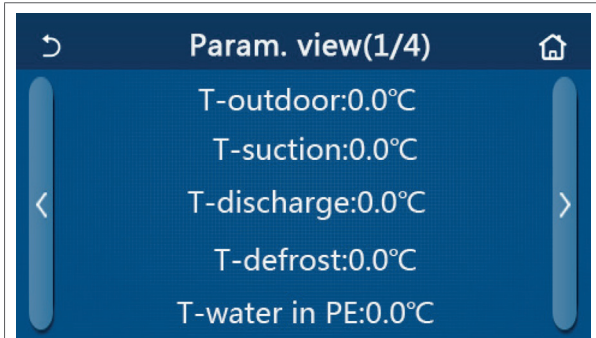 Param. view(1/4)
T-outdoor:0.0℃
T-suction:0.0℃
T-discharge:0.0℃
T-defrost:0.0℃
T-water in PE:0.0℃